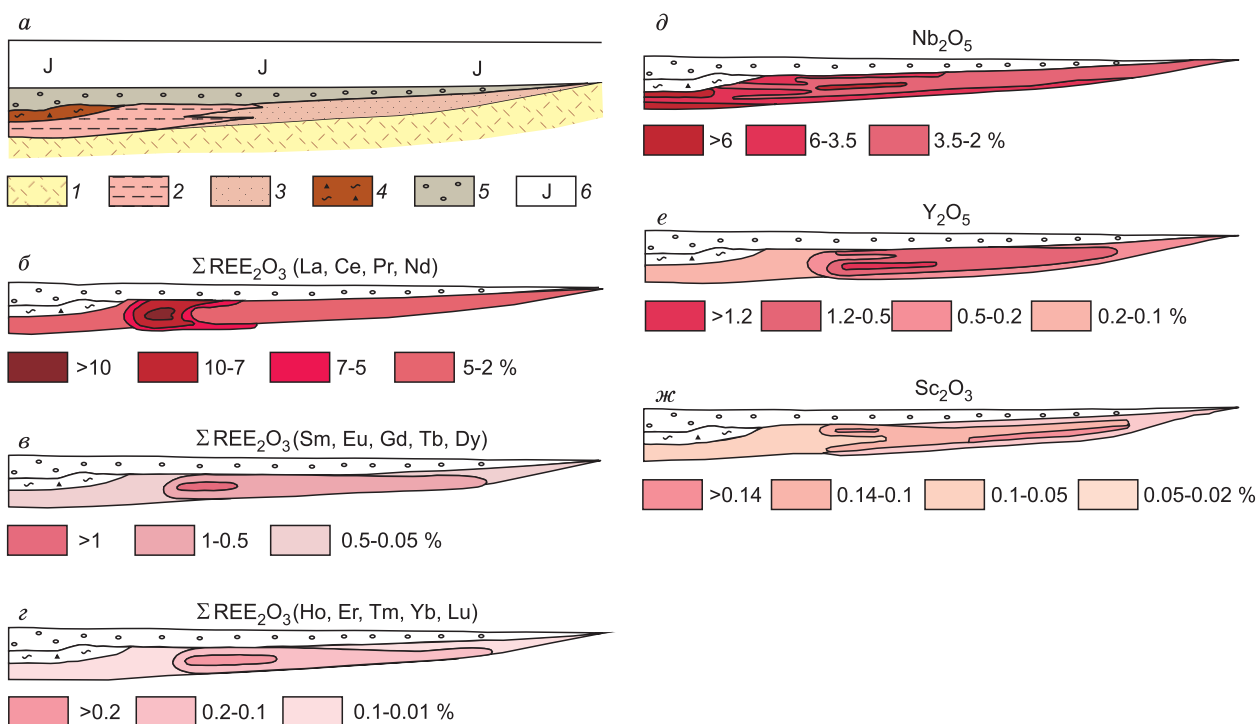 а
J J J
1 2 3 4 5 J 6
б
ΣREE₂O₃ (La, Ce, Pr, Nd)
>10 10-7 7-5 5-2 %
в
ΣREE₂O₃(Sm, Eu, Gd, Tb, Dy)
>1 1-0.5 0.5-0.05 %
г
ΣREE₂O₃(Ho, Er, Tm, Yb, Lu)
>0.2 0.2-0.1 0.1-0.01 %
д
Nb₂O₅
>6 6-3.5 3.5-2 %
е
Y₂O₅
>1.2 1.2-0.5 0.5-0.2 0.2-0.1 %
ж
Sc₂O₃
>0.14 0.14-0.1 0.1-0.05 0.05-0.02 %